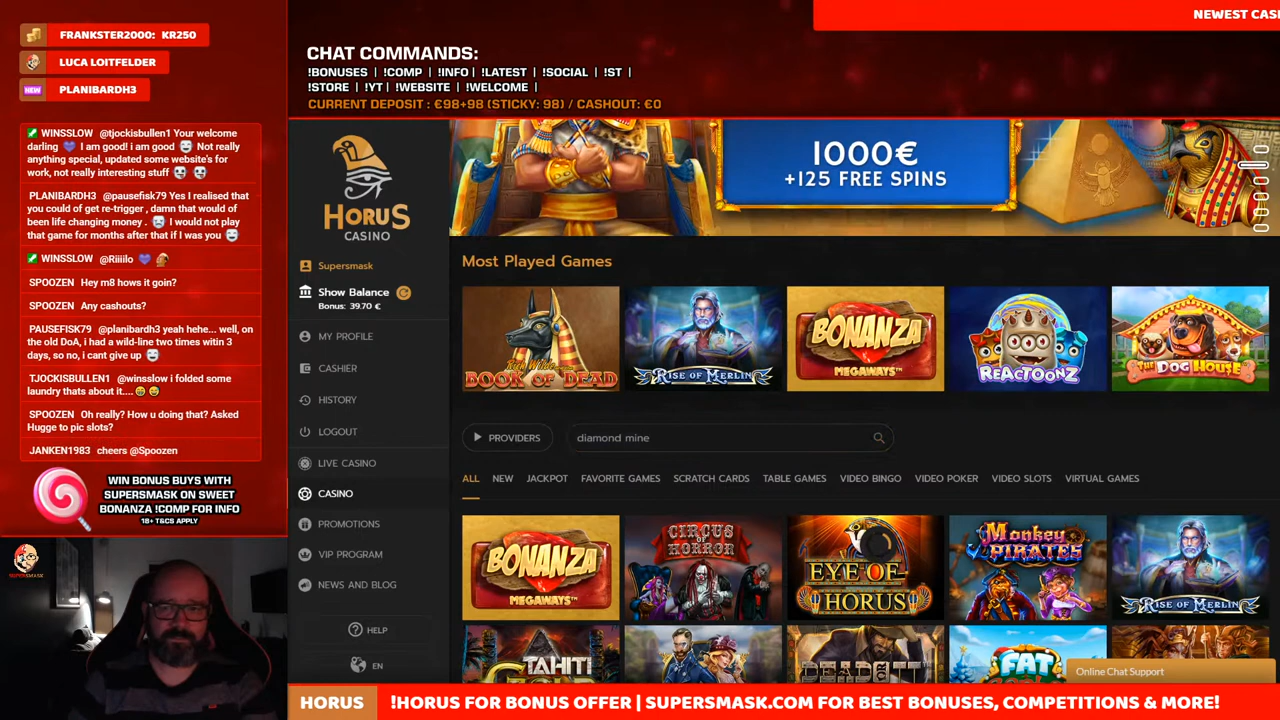 FRANKSTER2000: KR250
LUCA LOITFELDER
NEW
PLANIBARDH3
WINSSLOW @tjockisbullen1 Your welcome
darling I am good! i am good Not really
anything special, updated some website's for
work, not really interesting stuff
PLANIBARDH3 @pausefisk79 Yes I realised that
you could of get re-trigger , damn that would of
been life changing money . I would not play
that game for months after that if I was you
WINSSLOW @Riiiilo
SPOOZEN Hey m8 hows it goin?
SPOOZEN Any cashouts?
PAUSEFISK79 @planibardh3 yeah hehe... well, on
the old DoA, i had a wild-line two times witin 3
days, so no, i cant give up
TJOCKISBULLEN1 @winsslow i folded some
laundry thats about it....
SPOOZEN Oh really? How u doing that? Asked
Hugge to pic slots?
JANKEN1983 cheers @Spoozen
WIN BONUS BUYS WITH
SUPERSMASK ON SWEET
BONANZA !COMP FOR INFO
18+ T&CS APPLY
SUPERSMASK
NEWEST CAS
CHAT COMMANDS:
!BONUSES | !COMP | !INFO | !LATEST | !SOCIAL | !ST |
!STORE | !YT | !WEBSITE | !WELCOME |
CURRENT DEPOSIT : €98+98 (STICKY: 98) / CASHOUT: €0
HORUS
CASINO
Supersmask
Show Balance
Bonus: 39.70 €
MY PROFILE
CASHIER
HISTORY
LOGOUT
LIVE CASINO
CASINO
PROMOTIONS
VIP PROGRAM
NEWS AND BLOG
HELP
EN
1000€
+125 FREE SPINS
Most Played Games
Rich Wilde
BOOK OF DEAD
RISE OF MERLIN
BONANZA
MEGAWAYS™
REACTOONZ
THE DOG HOUSE
PROVIDERS
diamond mine
ALL NEW JACKPOT FAVORITE GAMES SCRATCH CARDS TABLE GAMES VIDEO BINGO VIDEO POKER VIDEO SLOTS VIRTUAL GAMES
BONANZA
MEGAWAYS™
CIRCUS
OF
HORROR
EYE OF
HORUS
MONKEY
PIRATES
RISE OF MERLIN
TAHITI
FAT
Online Chat Support
HORUS
!HORUS FOR BONUS OFFER | SUPERSMASK.COM FOR BEST BONUSES, COMPETITIONS & MORE!